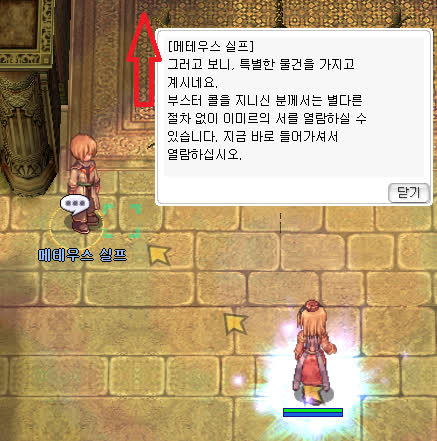 [메테우스 실프]
그러고 보니, 특별한 물건을 가지고
계시네요.
부스터 콜을 지니신 분께서는 별다른
절차 없이 이미르의 서를 열람하실 수
있습니다. 지금 바로 들어가셔서
열람하십시오.
닫기
메테우스 실프